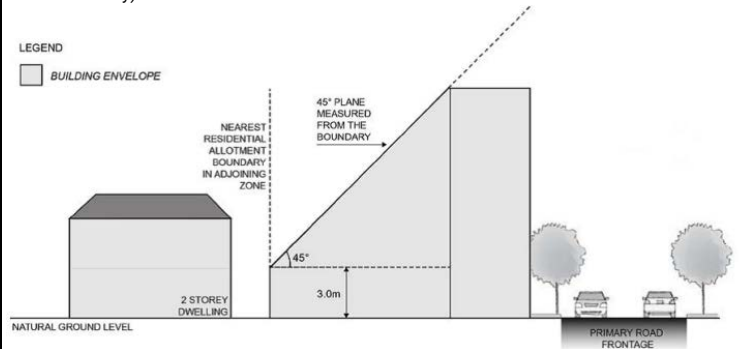 LEGEND
BUILDING ENVELOPE
NEAREST
RESIDENTIAL
ALLOTMENT
BOUNDARY
IN ADJOINING
ZONE
45° PLANE
MEASURED
FROM THE
BOUNDARY
45°
3.0m
2 STOREY
DWELLING
NATURAL GROUND LEVEL
PRIMARY ROAD
FRONTAGE